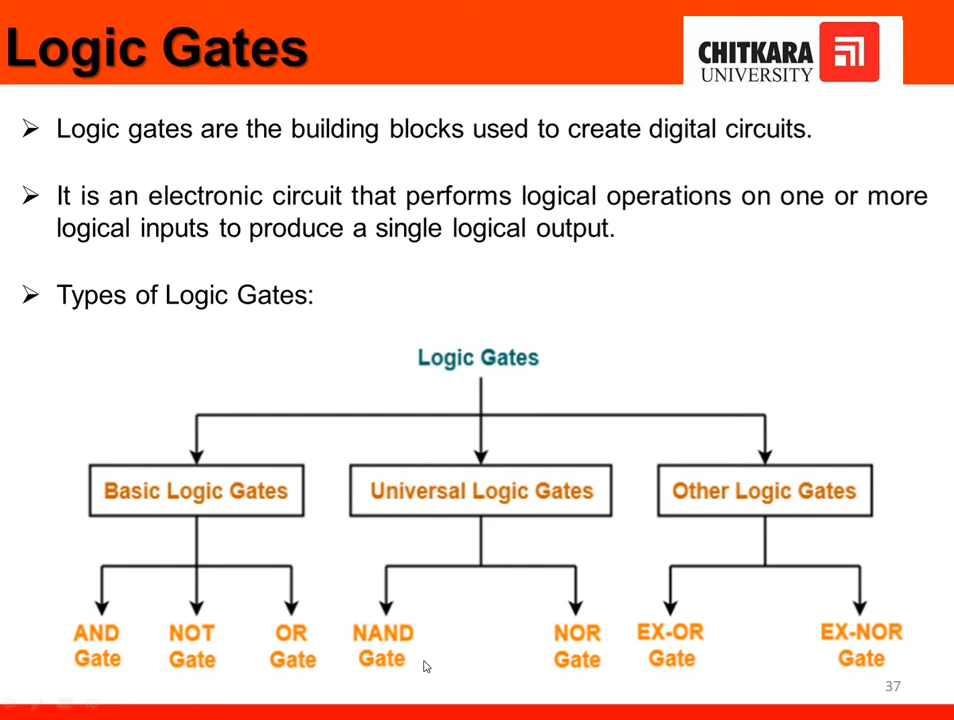 Logic Gates
CHITKARA
UNIVERSITY
➢ Logic gates are the building blocks used to create digital circuits.
➢ It is an electronic circuit that performs logical operations on one or more
logical inputs to produce a single logical output.
➢ Types of Logic Gates:
Logic Gates
Basic Logic Gates Universal Logic Gates Other Logic Gates
AND NOT OR NAND NOR EX-OR EX-NOR
Gate Gate Gate Gate Gate Gate Gate
37